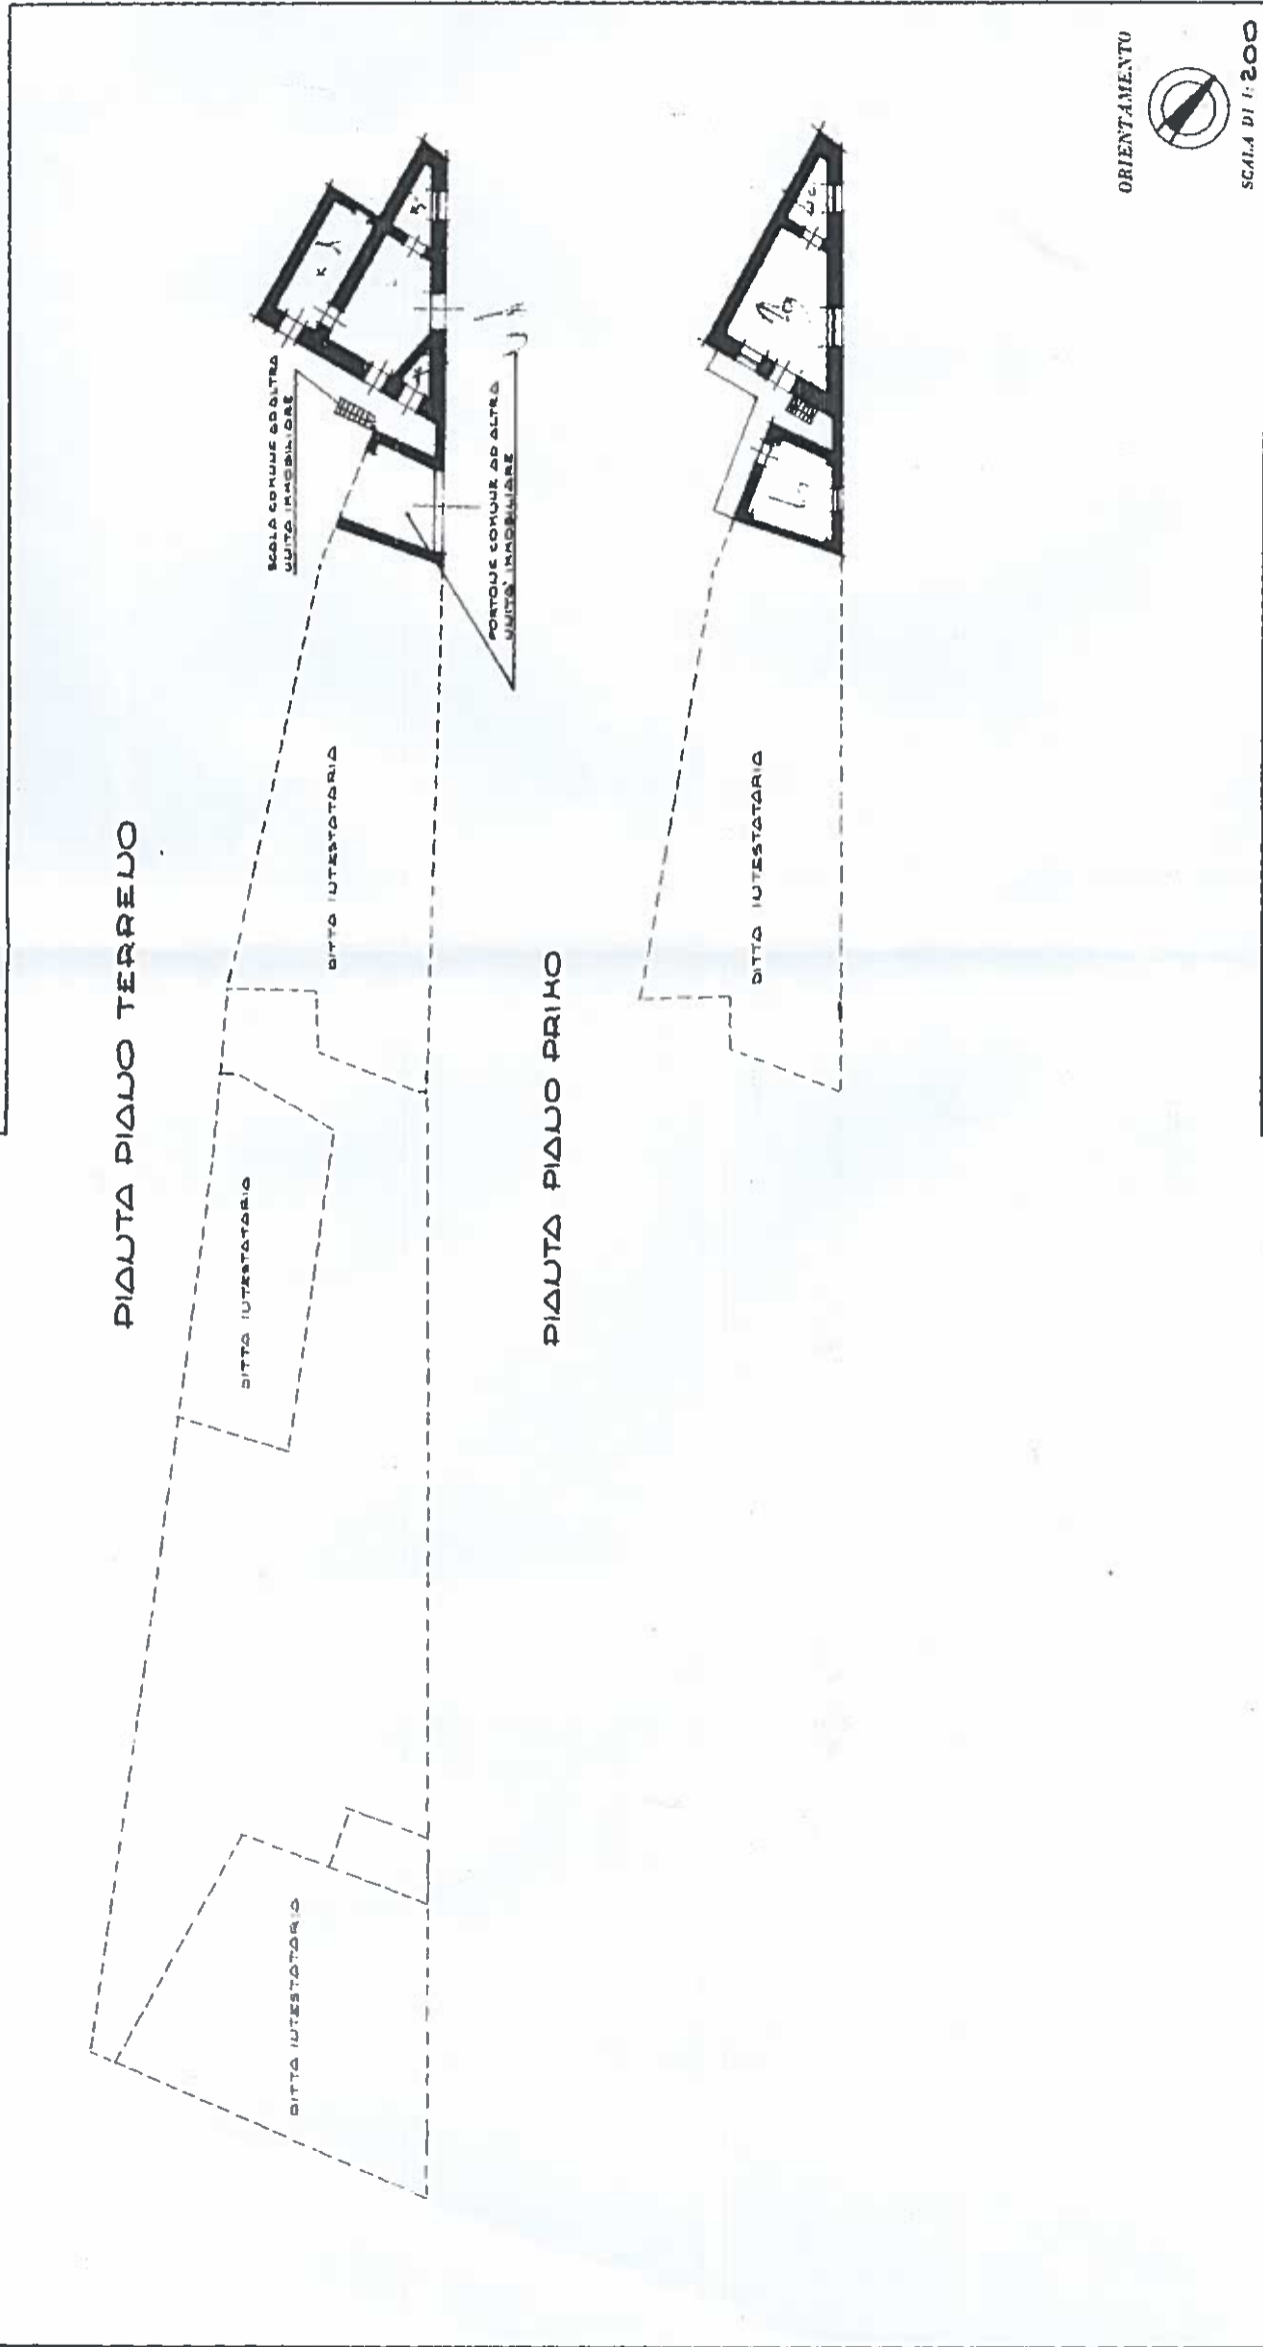 PIANTA PIANO TERRENO
SCALA COMUNE AD ALTRA
UNITA IMMOBILIARE
PORTONE COMUNE AD ALTRA
UNITA' IMMOBILIARE
DITTA INTESTATARIA
DITTA INTESTATARIA
DITTA INTESTATARIA
PIANTA PIANO PRIMO
DITTA INTESTATARIA
ORIENTAMENTO
SCALA DI 1:200